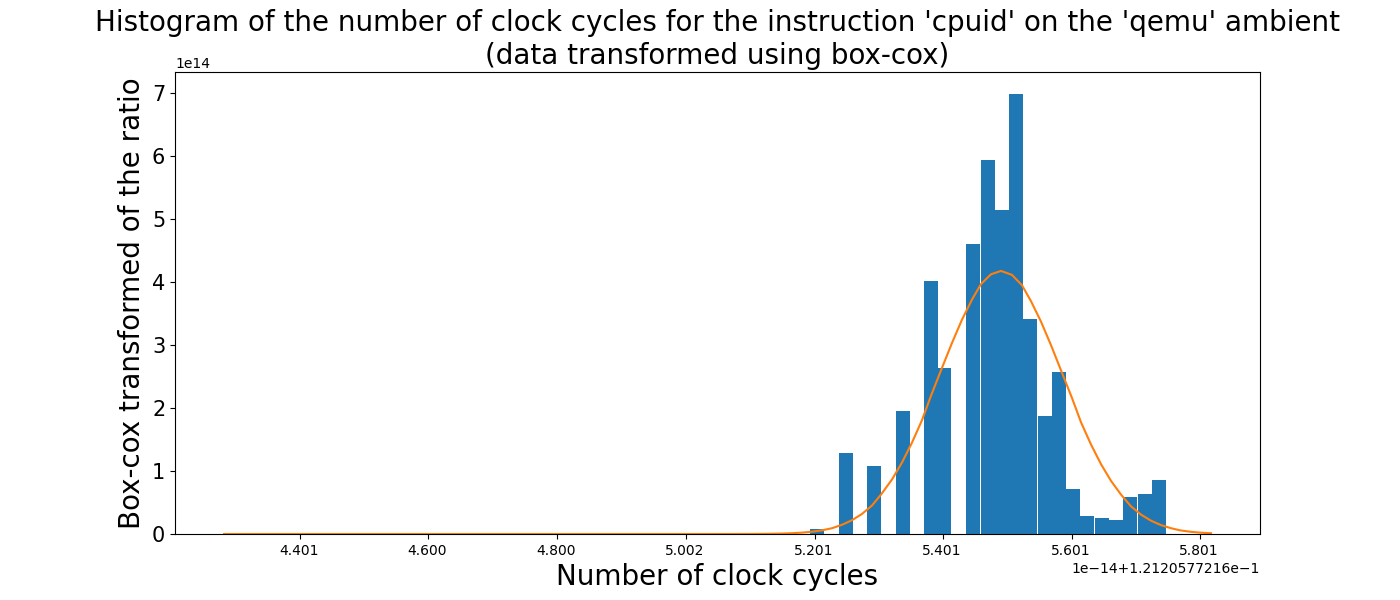 Histogram of the number of clock cycles for the instruction 'cpuid' on the 'qemu' ambient
(data transformed using box-cox)
1e14
Box-cox transformed of the ratio
7
6
5
4
3
2
1
0
4.401 4.600 4.800 5.002 5.201 5.401 5.601 5.801
1e−14+1.2120577216e−1
Number of clock cycles